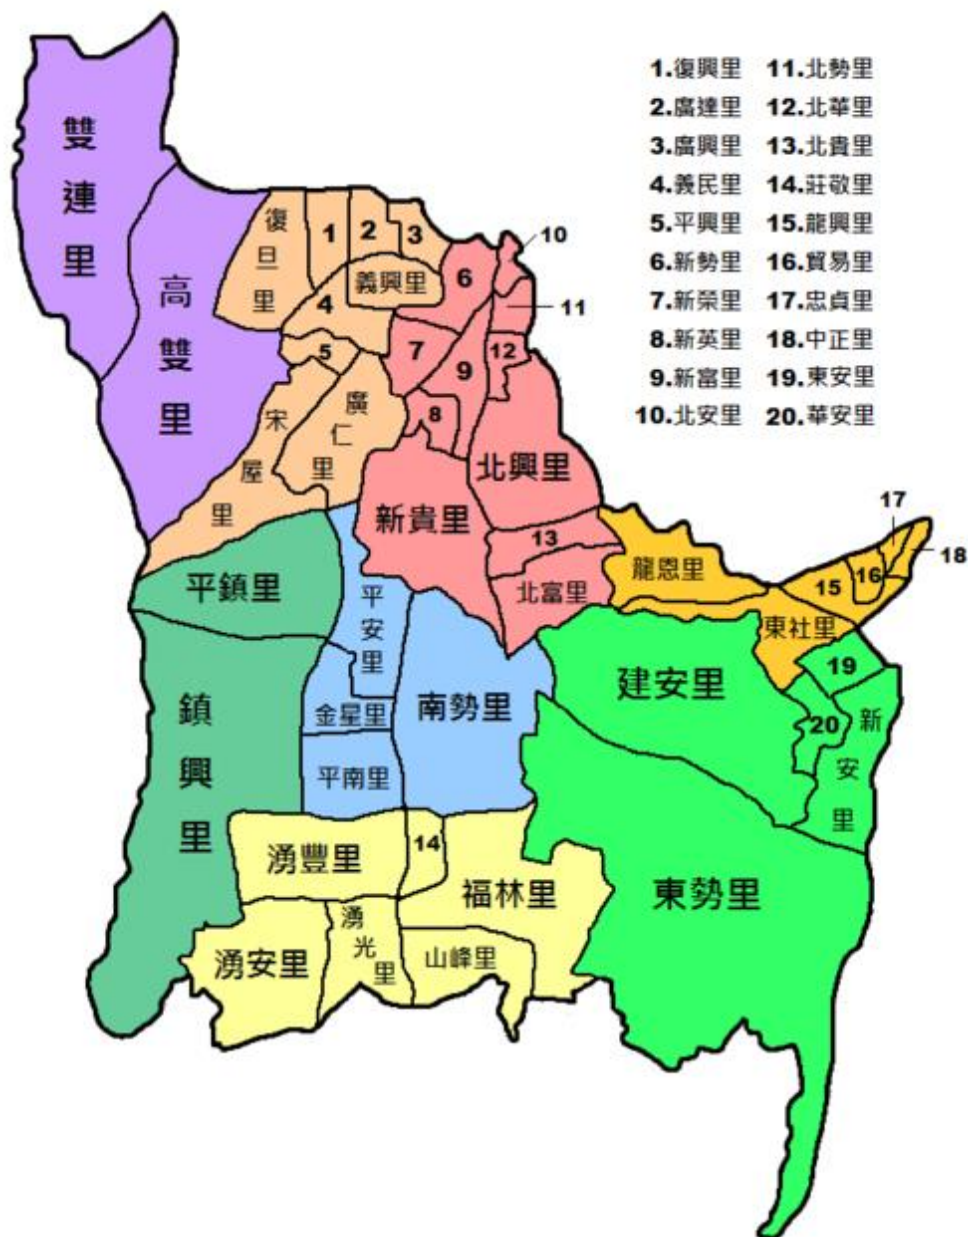 1.復興里
2.廣達里
3.廣興里
4.義民里
5.平興里
6.新勢里
7.新榮里
8.新英里
9.新富里
10.北安里
11.北勢里
12.北華里
13.北貴里
14.莊敬里
15.龍興里
16.貿易里
17.忠貞里
18.中正里
19.東安里
20.華安里
雙連里
高雙里
復旦里
1
2
3
10
義興里
6
11
4
5
7
9
12
8
宋屋里
廣仁里
北興里
新貴里
13
17
18
龍恩里
平鎮里
平安里
北富里
15
16
東社里
19
建安里
鎮興里
金星里
南勢里
20
新安里
平南里
湧豐里
14
福林里
東勢里
湧安里
湧光里
山峰里